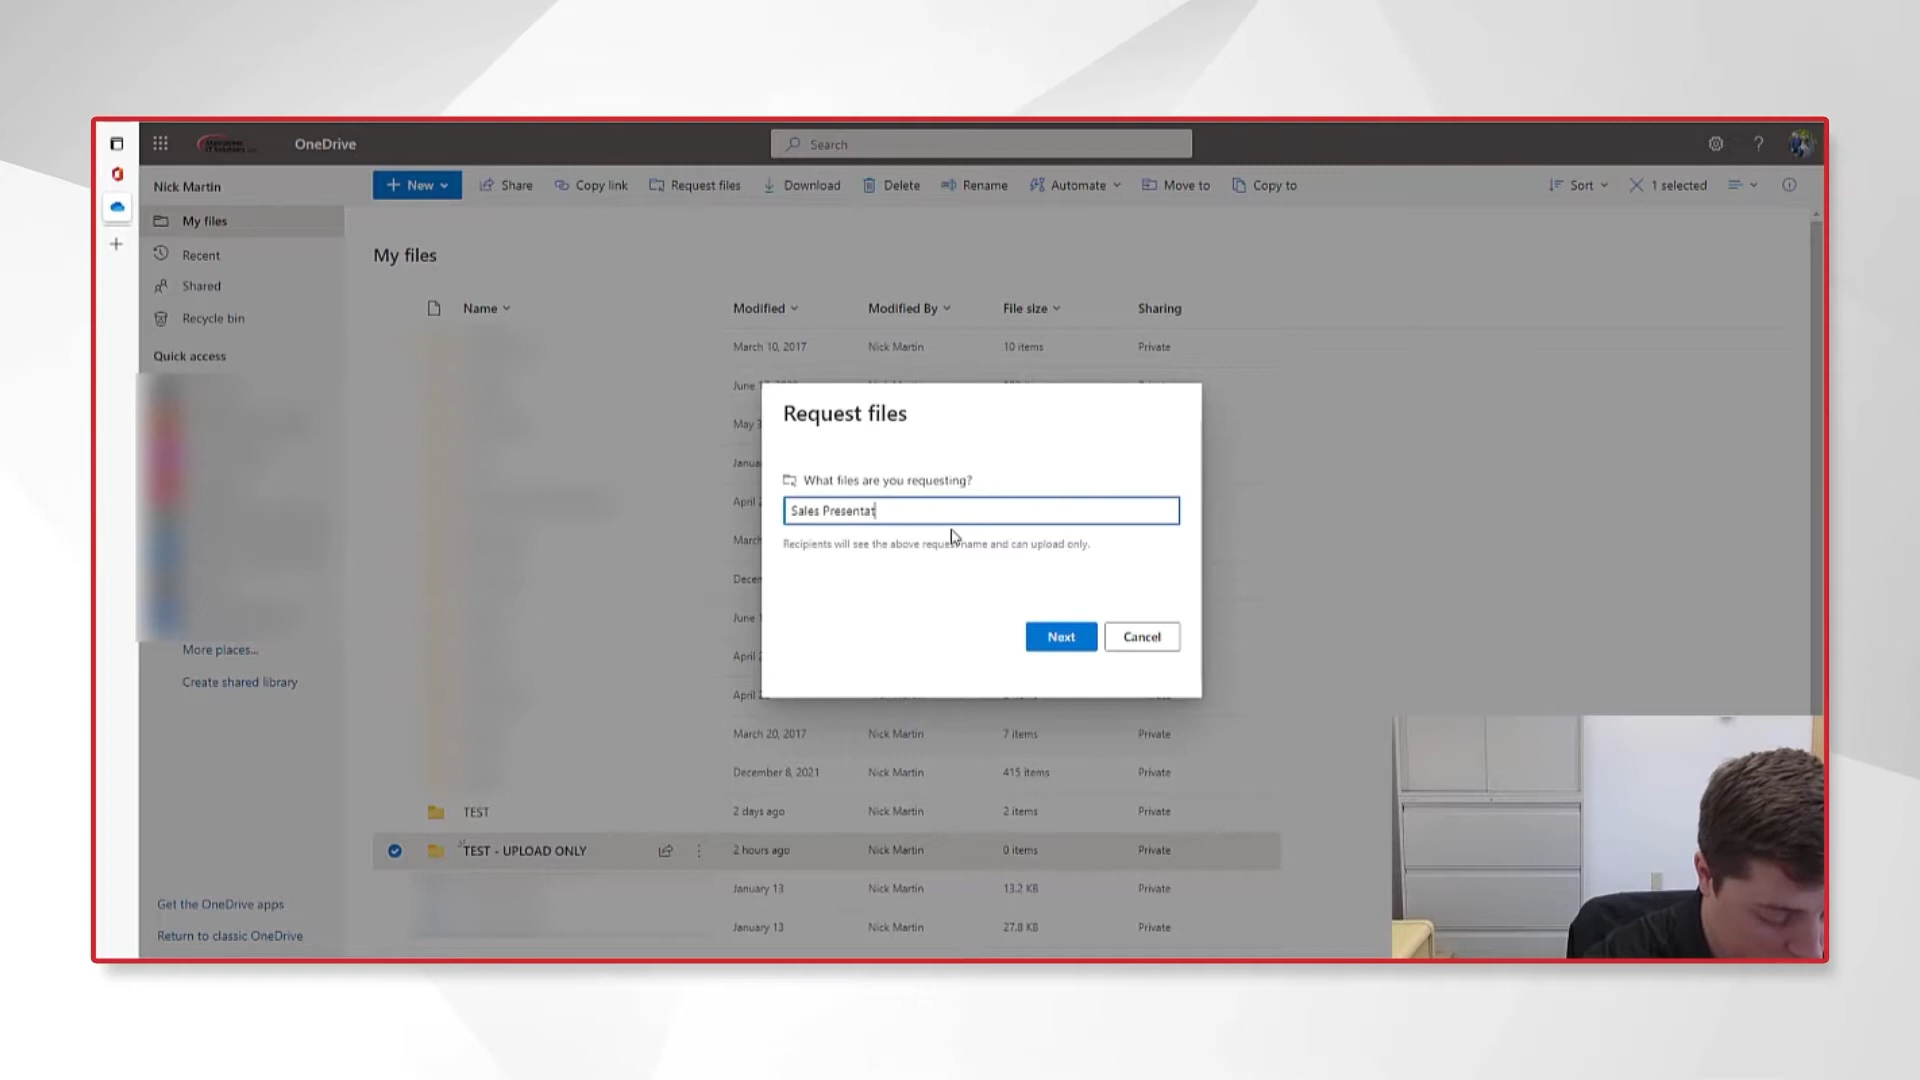 OneDrive
Search
?
Nick Martin
New
Share
Copy link
Request files
Download
Delete
Rename
Automate
Move to
Copy to
Sort
1 selected
My files
Recent
Shared
Recycle bin
Quick access
More places...
Create shared library
Get the OneDrive apps
Return to classic OneDrive
My files
Name
Modified
Modified By
File size
Sharing
March 10, 2017 Nick Martin 10 items Private
June
May
April
March
June
April
April
Request files
What files are you requesting?
Sales Presentat
Recipients will see the above request name and can upload only.
Next
Cancel
March 20, 2017 Nick Martin 7 items Private
December 8, 2021 Nick Martin 415 items Private
TEST 2 days ago Nick Martin 2 items Private
TEST - UPLOAD ONLY 2 hours ago Nick Martin 0 items Private
January 13 Nick Martin 13.2 KB Private
January 13 Nick Martin 27.8 KB Private